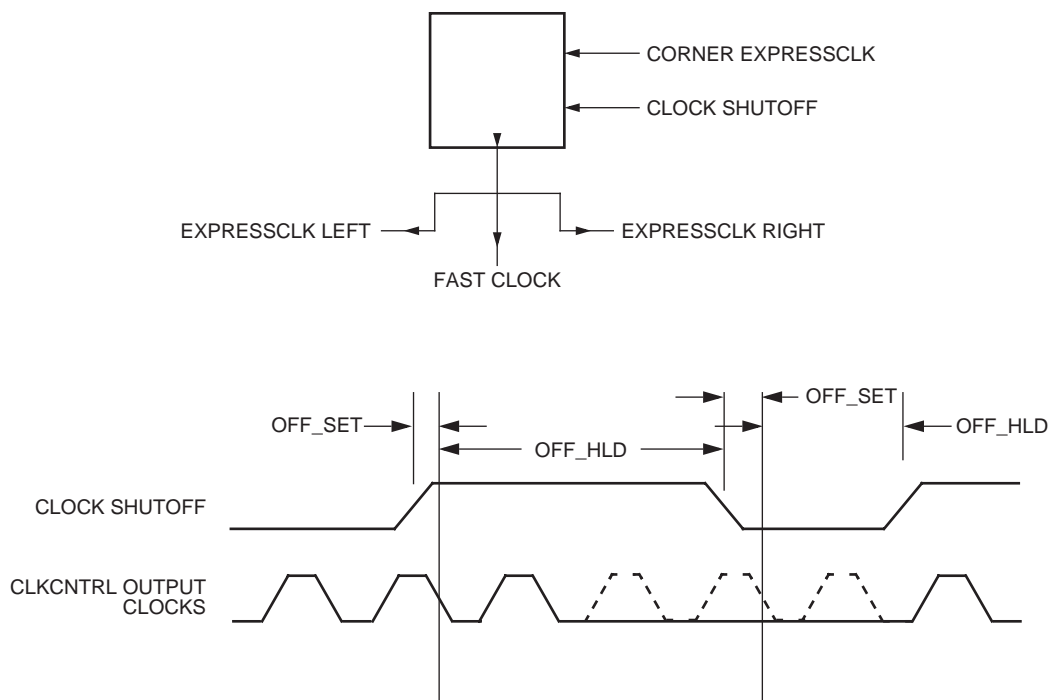 CORNER EXPRESSCLK
CLOCK SHUTOFF
EXPRESSCLK LEFT
EXPRESSCLK RIGHT
FAST CLOCK
OFF_SET
OFF_SET
OFF_HLD
OFF_HLD
CLOCK SHUTOFF
CLKCNTRL OUTPUT
CLOCKS